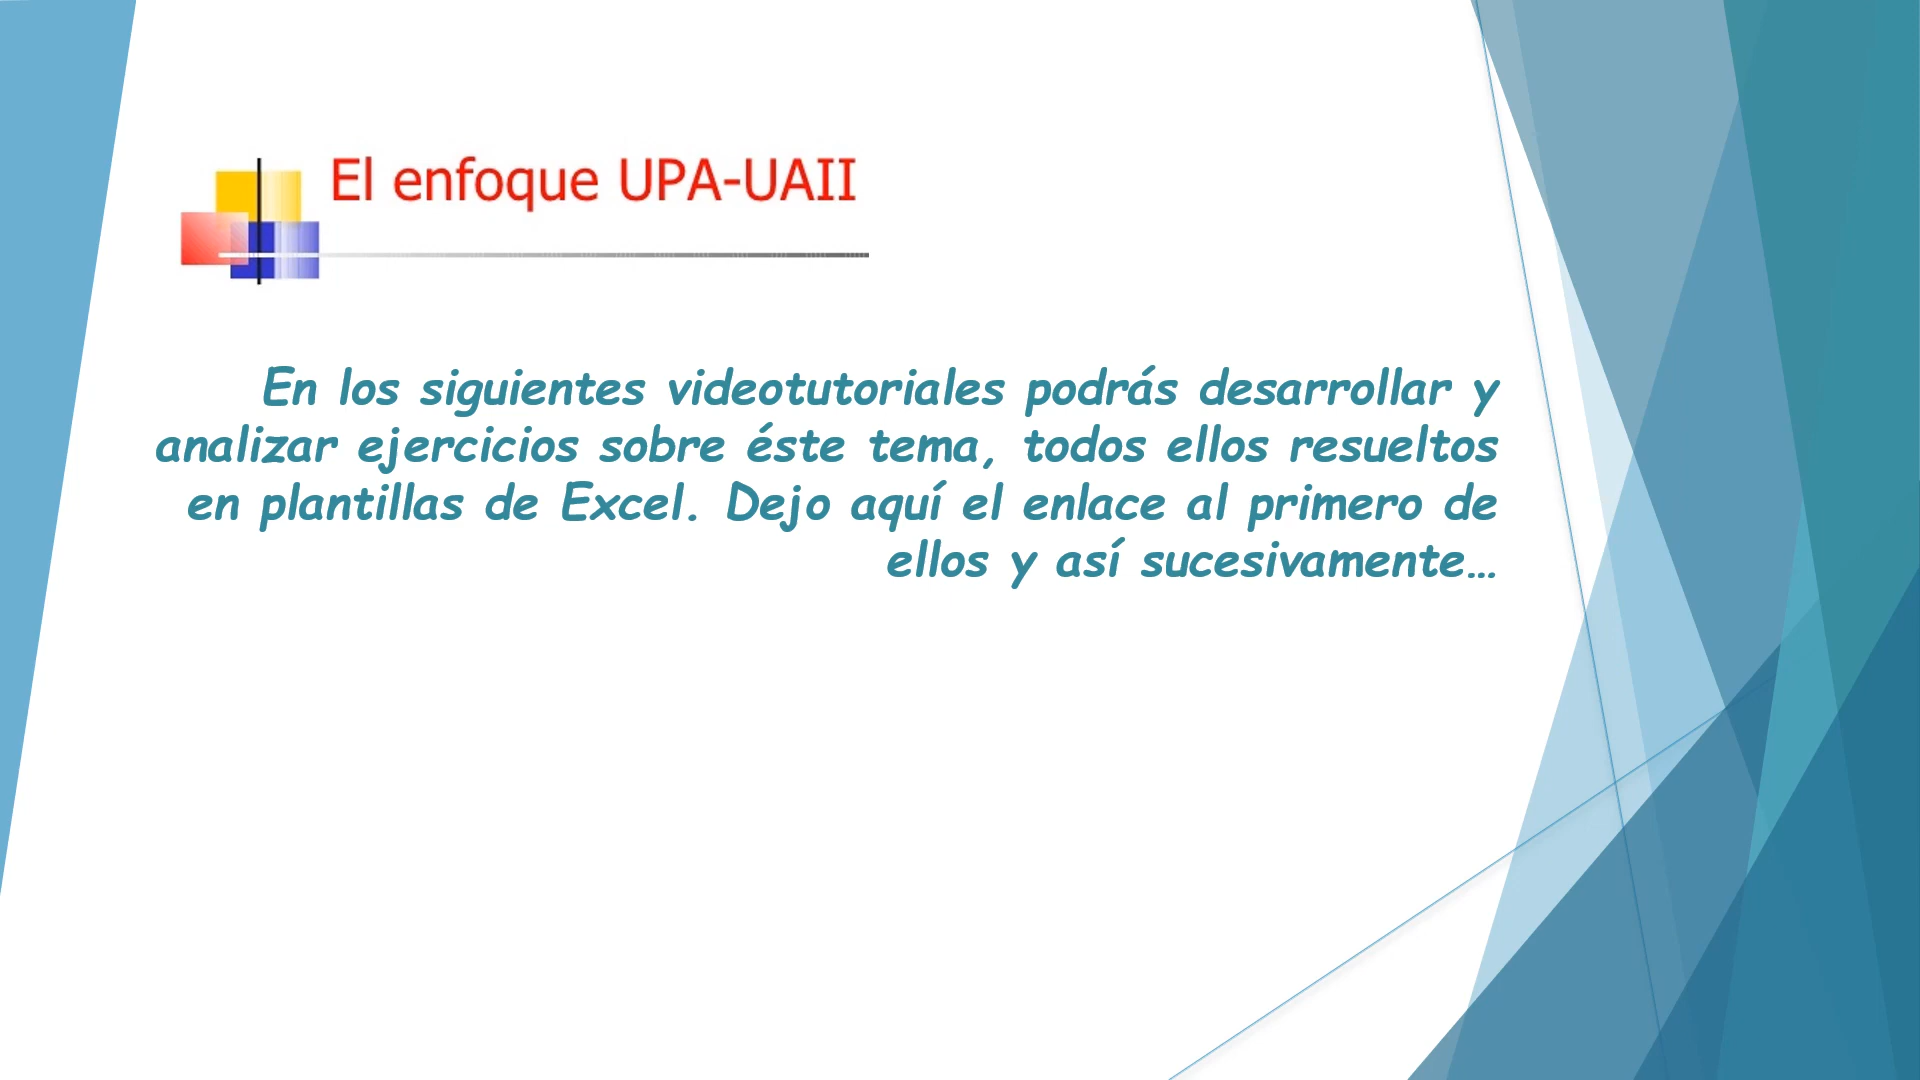 El enfoque UPA-UAII
En los siguientes videotutoriales podrás desarrollar y
analizar ejercicios sobre éste tema, todos ellos resueltos
en plantillas de Excel. Dejo aquí el enlace al primero de
ellos y así sucesivamente…